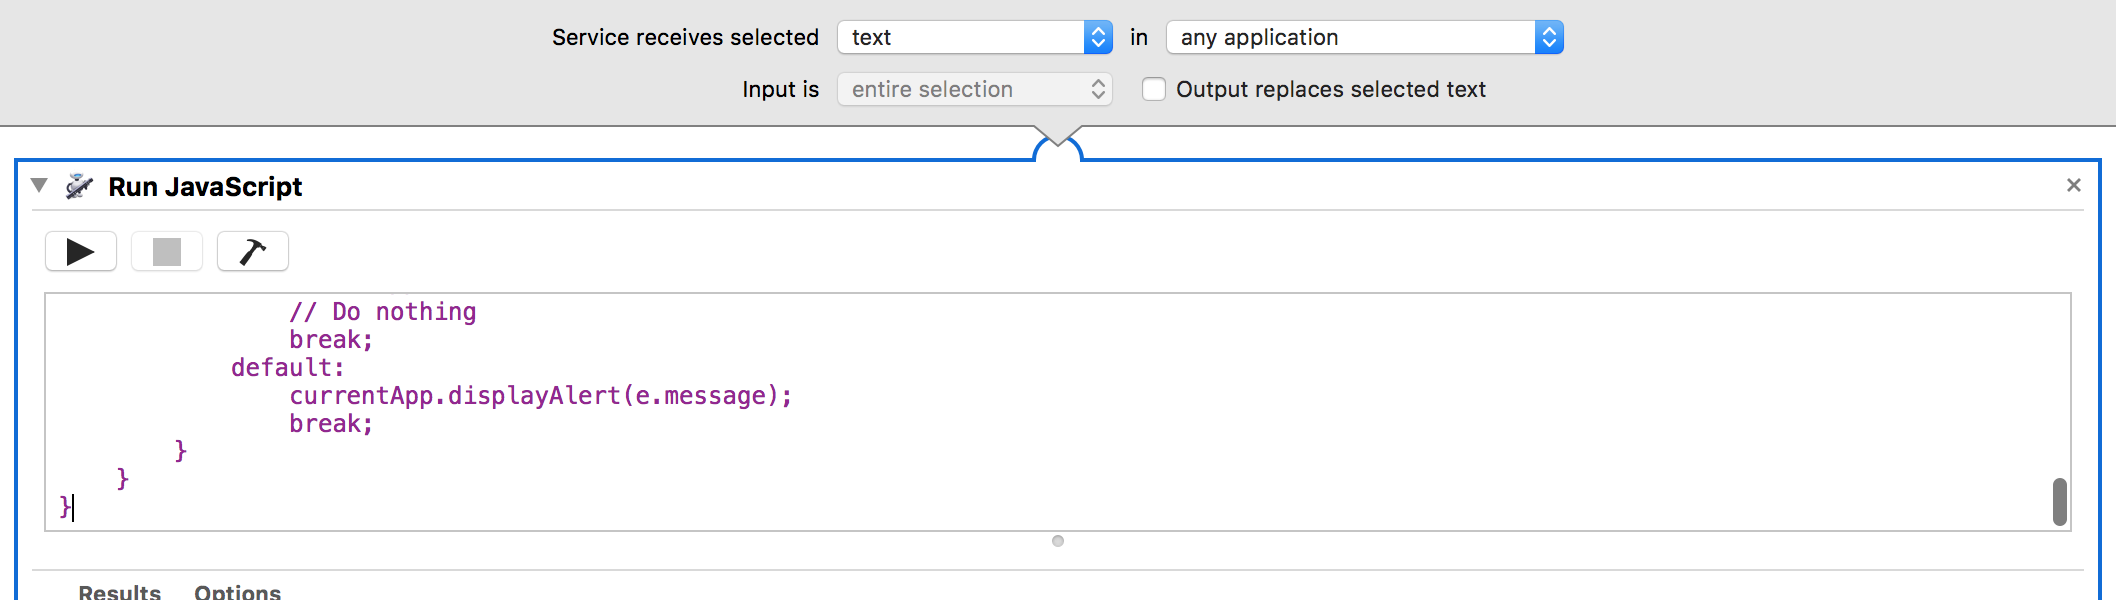 Service receives selected text in any application
Input is entire selection Output replaces selected text
Run JavaScript
// Do nothing
break;
default:
currentApp.displayAlert(e.message);
break;
}
}
}
Results Options